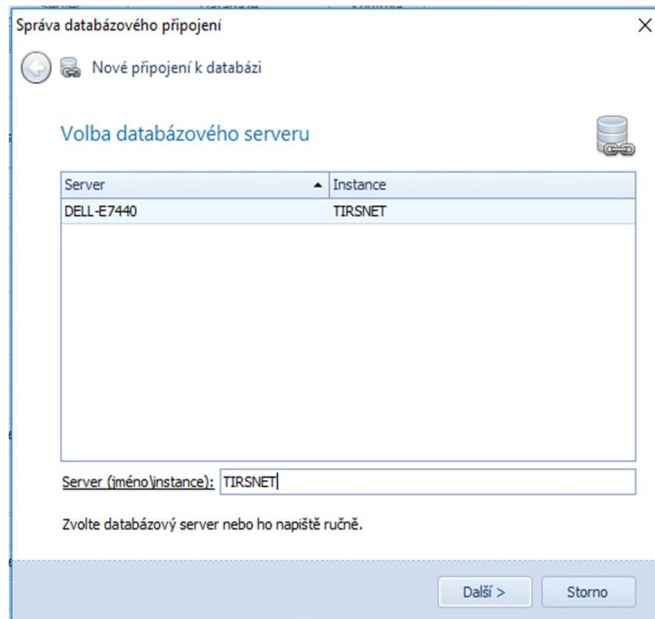 Správa databázového připojení
Nové připojení k databázi
Volba databázového serveru
Server Instance
DELL-E7440 TIRSNET
Server (jméno\instance): TIRSNET
Zvolte databázový server nebo ho napiště ručně.
Další > Storno